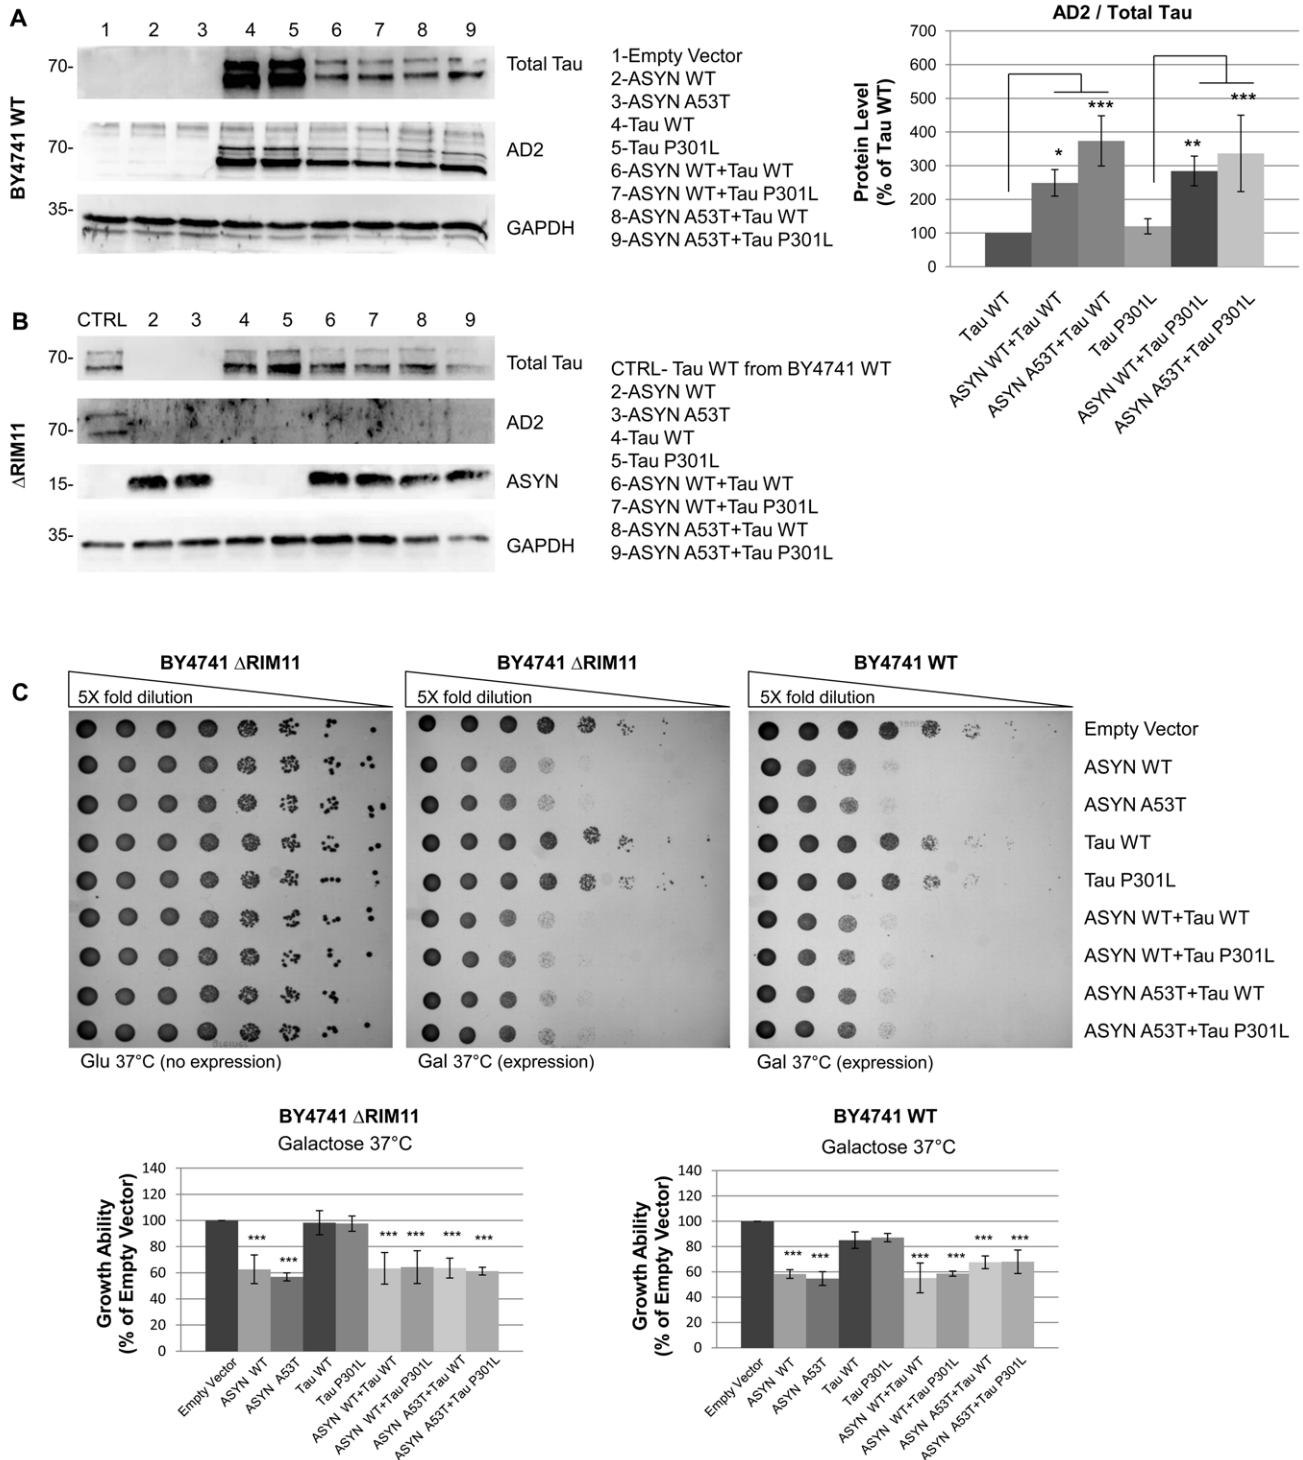 A
BY4741 WT
1 2 3 4 5 6 7 8 9
70-
Total Tau
70-
AD2
35-
GAPDH
1-Empty Vector
2-ASYN WT
3-ASYN A53T
4-Tau WT
5-Tau P301L
6-ASYN WT+Tau WT
7-ASYN WT+Tau P301L
8-ASYN A53T+Tau WT
9-ASYN A53T+Tau P301L
AD2 / Total Tau
Protein Level
(% of Tau WT)
700
600
500
400
300
200
100
0
* *** ** ***
Tau WT
ASYN WT+Tau WT
ASYN A53T+Tau WT
Tau P301L
ASYN WT+Tau P301L
ASYN A53T+Tau P301L
B
ΔRIM11
CTRL 2 3 4 5 6 7 8 9
70-
Total Tau
70-
AD2
15-
ASYN
35-
GAPDH
CTRL- Tau WT from BY4741 WT
2-ASYN WT
3-ASYN A53T
4-Tau WT
5-Tau P301L
6-ASYN WT+Tau WT
7-ASYN WT+Tau P301L
8-ASYN A53T+Tau WT
9-ASYN A53T+Tau P301L
C
BY4741 ΔRIM11
5X fold dilution
Glu 37°C (no expression)
BY4741 ΔRIM11
5X fold dilution
Gal 37°C (expression)
BY4741 WT
5X fold dilution
Gal 37°C (expression)
Empty Vector
ASYN WT
ASYN A53T
Tau WT
Tau P301L
ASYN WT+Tau WT
ASYN WT+Tau P301L
ASYN A53T+Tau WT
ASYN A53T+Tau P301L
BY4741 ΔRIM11
Galactose 37°C
Growth Ability
(% of Empty Vector)
140
120
100
80
60
40
20
0
*** *** *** *** *** ***
Empty Vector
ASYN WT
ASYN A53T
Tau WT
Tau P301L
ASYN WT+Tau WT
ASYN WT+Tau P301L
ASYN A53T+Tau WT
ASYN A53T+Tau P301L
BY4741 WT
Galactose 37°C
Growth Ability
(% of Empty Vector)
140
120
100
80
60
40
20
0
*** *** *** *** *** ***
Empty Vector
ASYN WT
ASYN A53T
Tau WT
Tau P301L
ASYN WT+Tau WT
ASYN WT+Tau P301L
ASYN A53T+Tau WT
ASYN A53T+Tau P301L